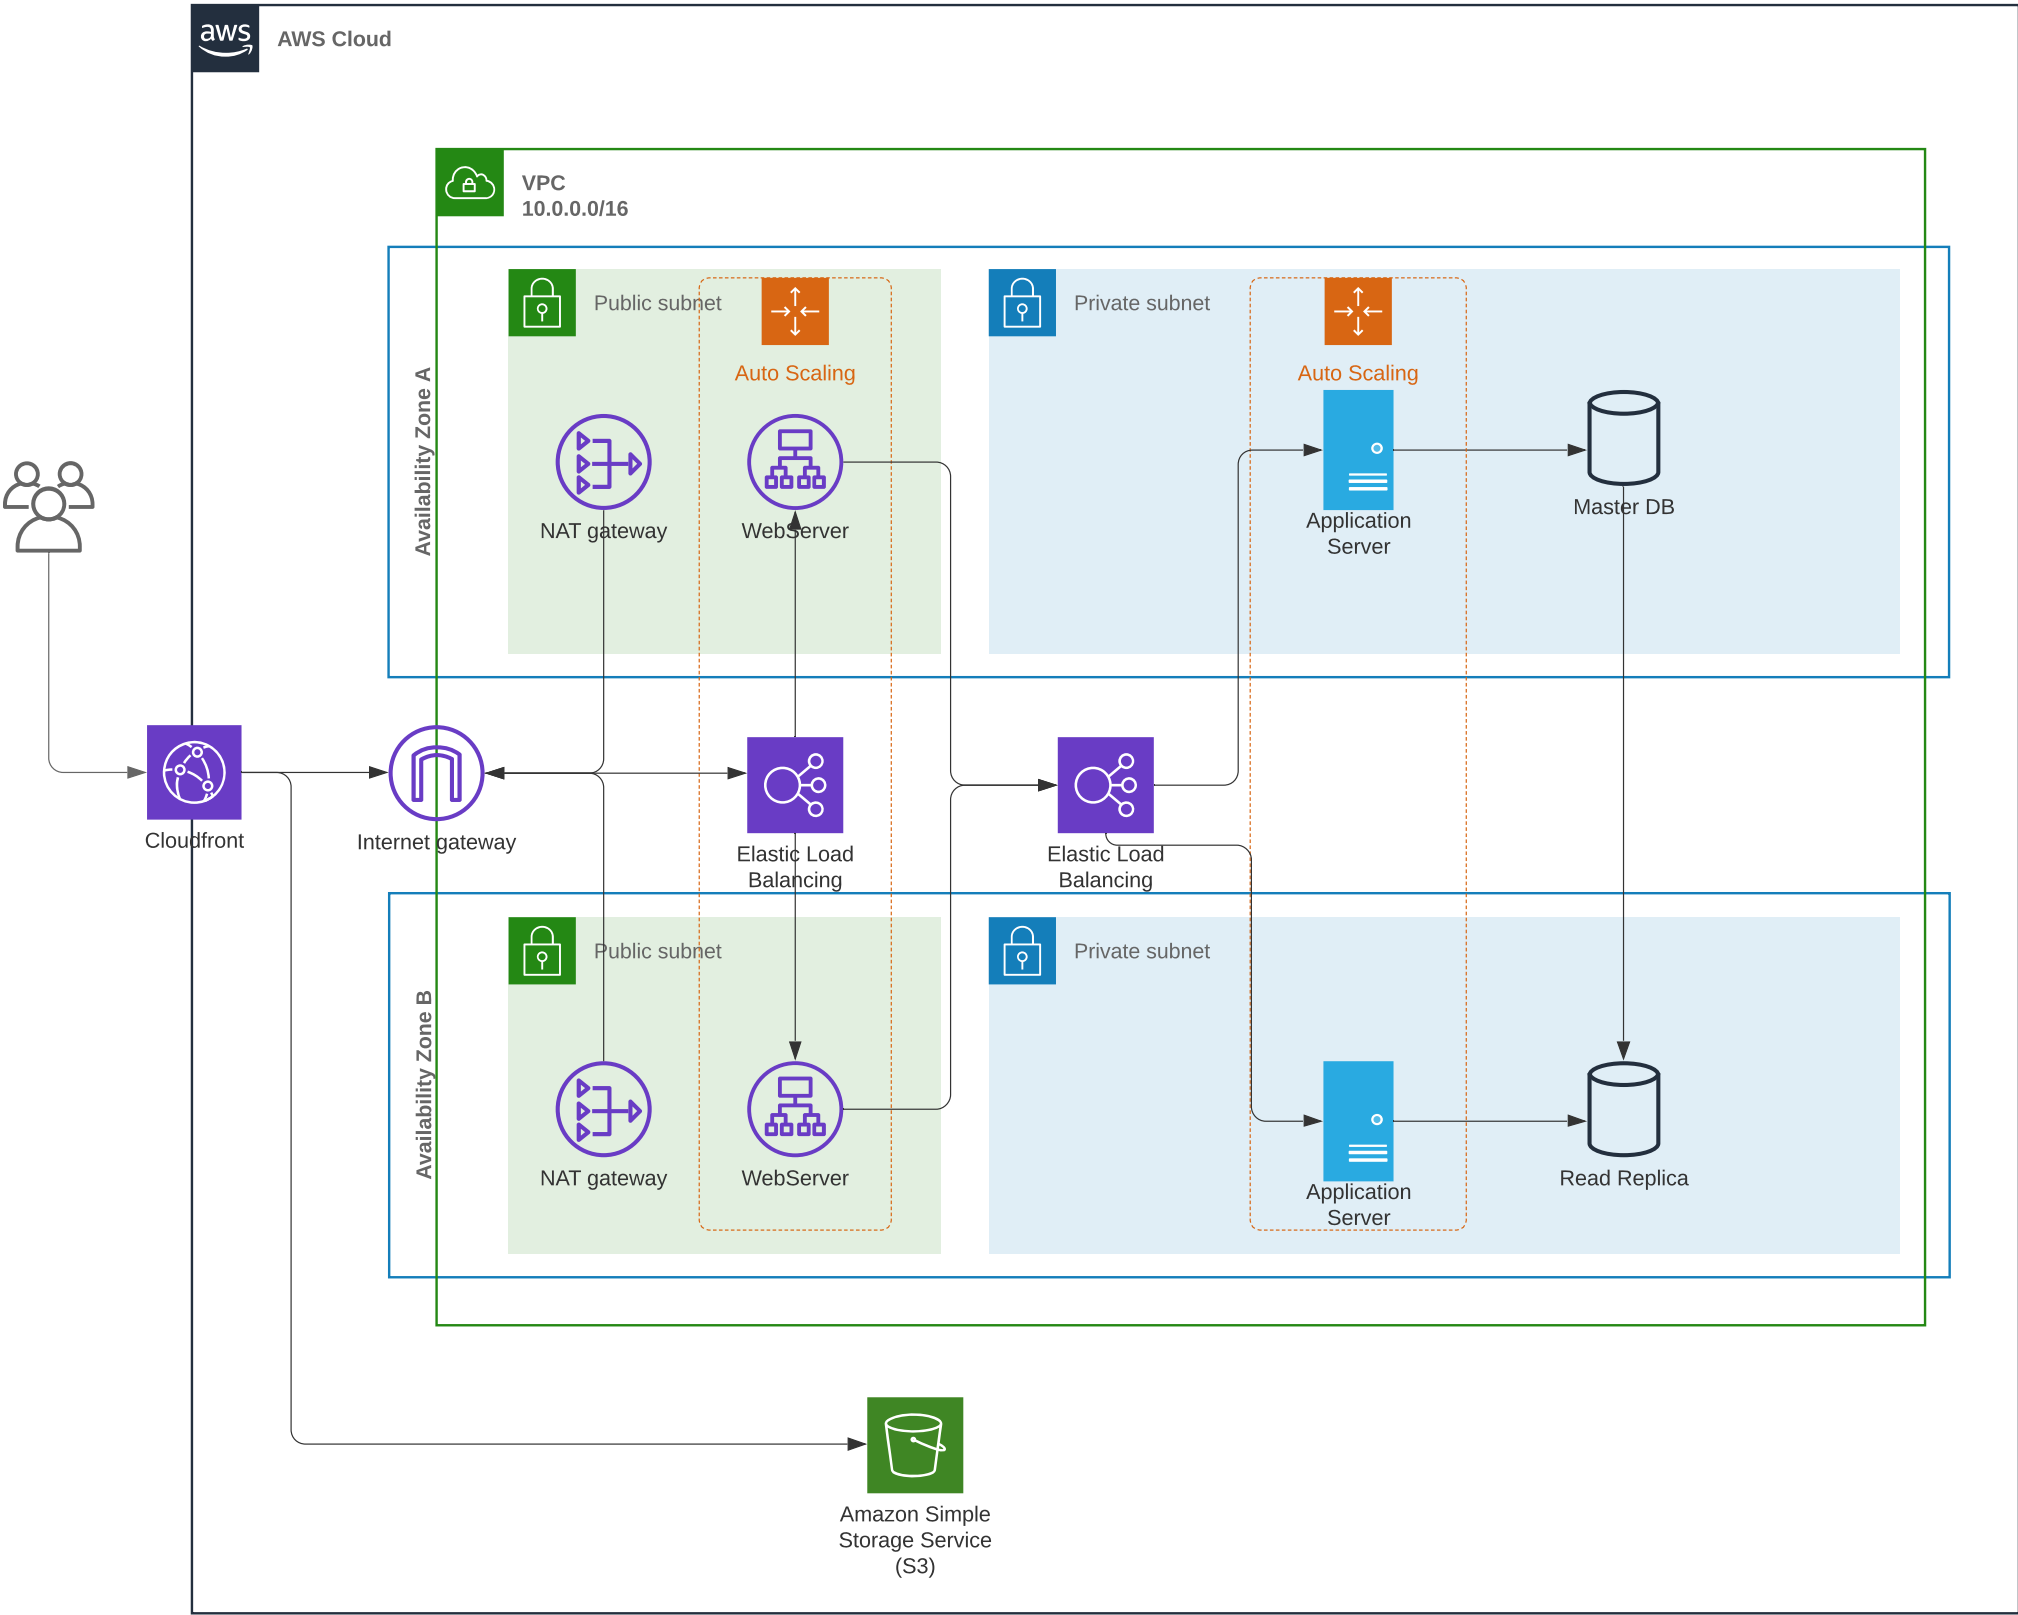 aws
AWS Cloud
VPC
10.0.0.0/16
Availability Zone A
Public subnet
Auto Scaling
NAT gateway
WebServer
Private subnet
Auto Scaling
Application
Server
Master DB
Cloudfront
Internet gateway
Elastic Load
Balancing
Elastic Load
Balancing
Availability Zone B
Public subnet
NAT gateway
WebServer
Private subnet
Application
Server
Read Replica
Amazon Simple
Storage Service
(S3)